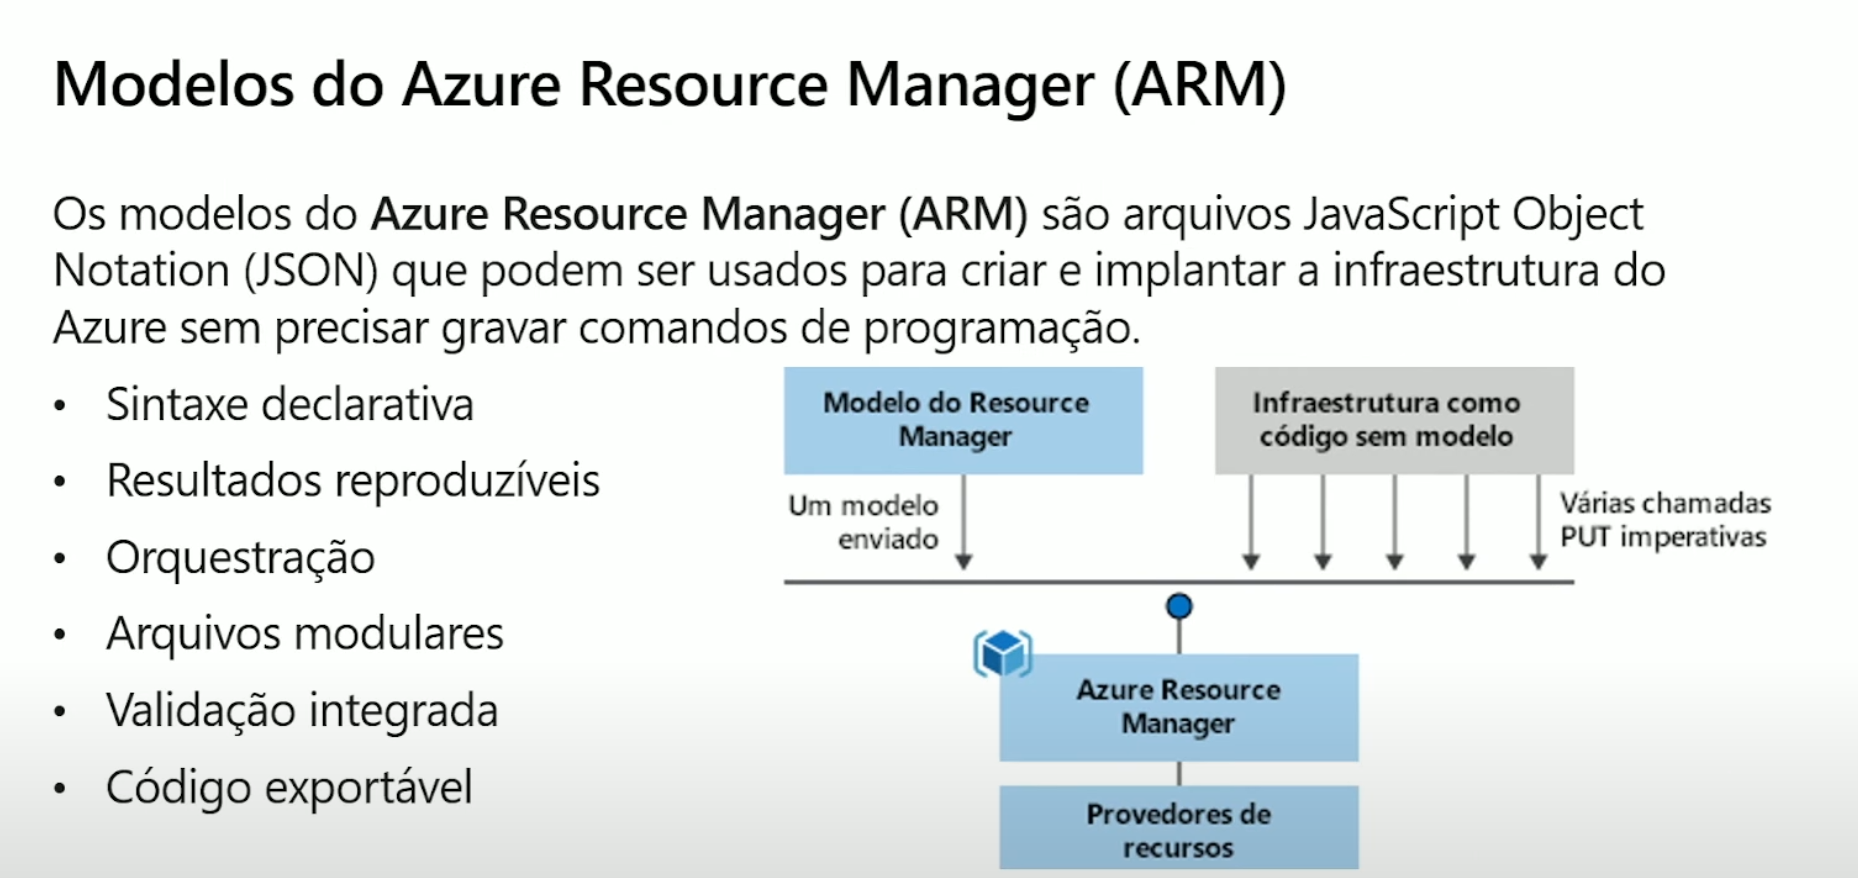 Modelos do Azure Resource Manager (ARM)
Os modelos do Azure Resource Manager (ARM) são arquivos JavaScript Object
Notation (JSON) que podem ser usados para criar e implantar a infraestrutura do
Azure sem precisar gravar comandos de programação.
• Sintaxe declarativa
• Resultados reproduzíveis
• Orquestração
• Arquivos modulares
• Validação integrada
• Código exportável
Modelo do Resource
Manager
Infraestrutura como
código sem modelo
Um modelo
enviado
Várias chamadas
PUT imperativas
Azure Resource
Manager
Provedores de
recursos